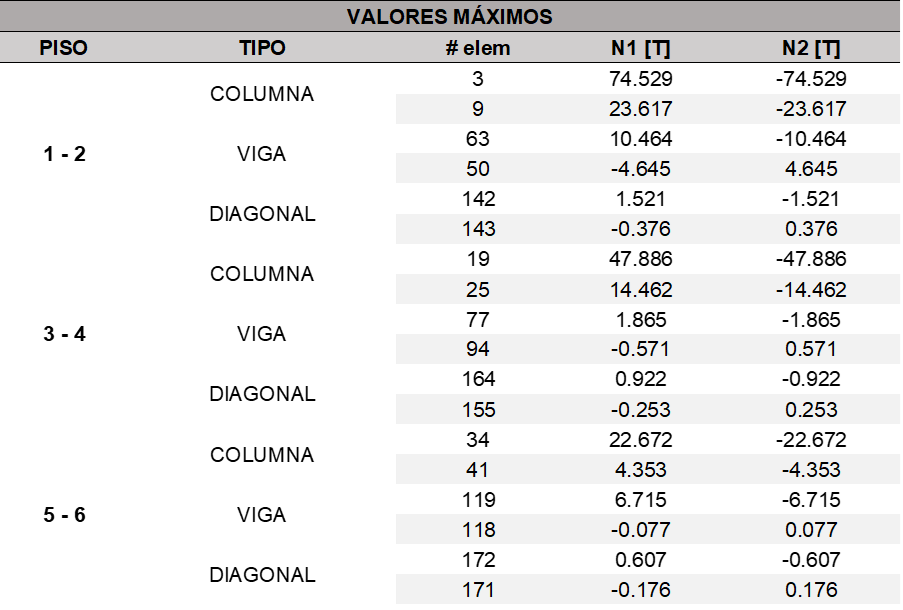 VALORES MÁXIMOS
PISO TIPO # elem N1 [T] N2 [T]
1 - 2 COLUMNA 3 74.529 -74.529
9 23.617 -23.617
VIGA 63 10.464 -10.464
50 -4.645 4.645
DIAGONAL 142 1.521 -1.521
143 -0.376 0.376
3 - 4 COLUMNA 19 47.886 -47.886
25 14.462 -14.462
VIGA 77 1.865 -1.865
94 -0.571 0.571
DIAGONAL 164 0.922 -0.922
155 -0.253 0.253
5 - 6 COLUMNA 34 22.672 -22.672
41 4.353 -4.353
VIGA 119 6.715 -6.715
118 -0.077 0.077
DIAGONAL 172 0.607 -0.607
171 -0.176 0.176